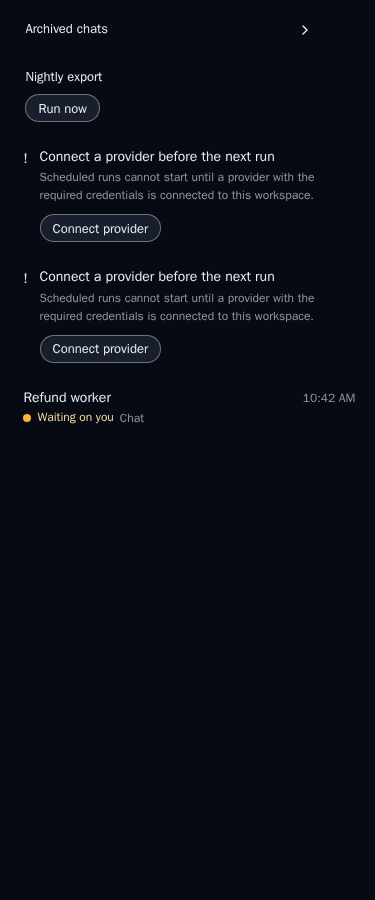 Archived chats
Nightly export
Run now
! Connect a provider before the next run
Scheduled runs cannot start until a provider with the
required credentials is connected to this workspace.
Connect provider
! Connect a provider before the next run
Scheduled runs cannot start until a provider with the
required credentials is connected to this workspace.
Connect provider
Refund worker 10:42 AM
Waiting on you Chat